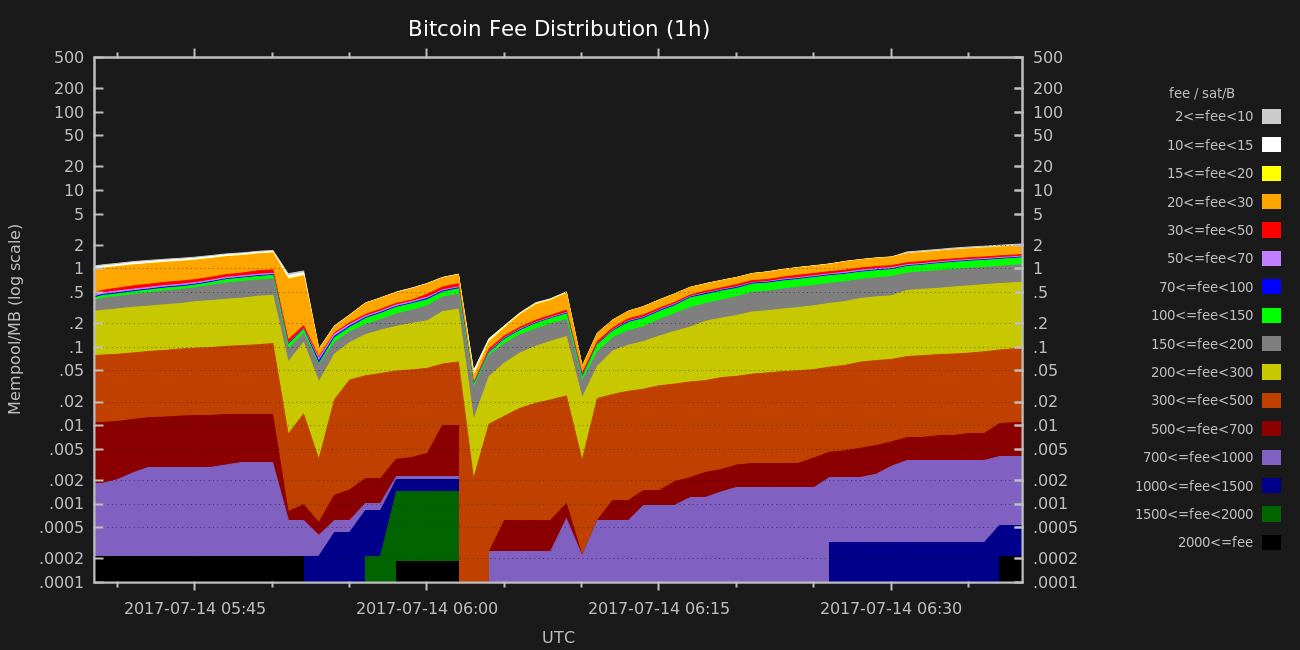 Bitcoin Fee Distribution (1h)
500 500
200 200
100 100
50 50
20 20
10 10
5 5
2 2
1 1
.5 .5
.2 .2
.1 .1
.05 .05
.02 .02
.01 .01
.005 .005
.002 .002
.001 .001
.0005 .0005
.0002 .0002
.0001 .0001
Mempool/MB (log scale)
2017-07-14 05:45 2017-07-14 06:00 2017-07-14 06:15 2017-07-14 06:30
UTC
fee / sat/B
2<=fee<10
10<=fee<15
15<=fee<20
20<=fee<30
30<=fee<50
50<=fee<70
70<=fee<100
100<=fee<150
150<=fee<200
200<=fee<300
300<=fee<500
500<=fee<700
700<=fee<1000
1000<=fee<1500
1500<=fee<2000
2000<=fee